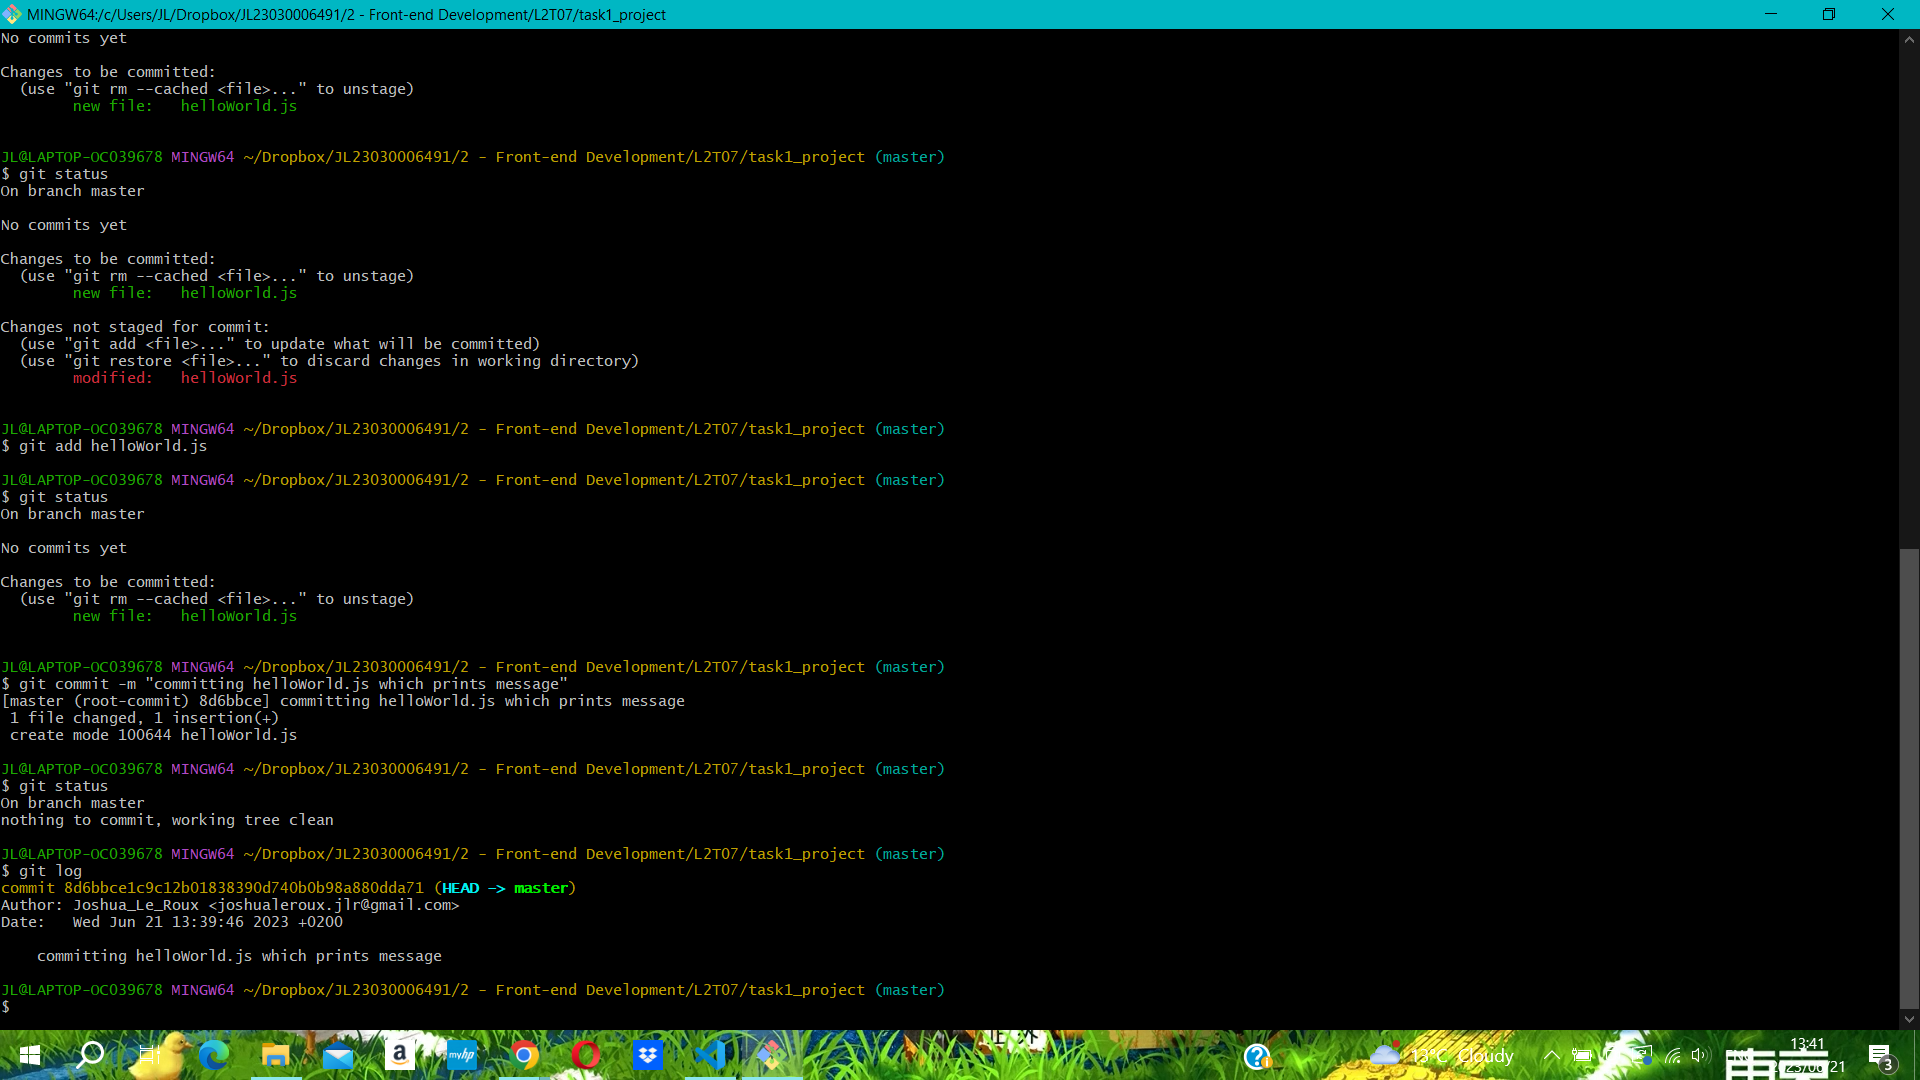 MINGW64:/c/Users/JL/Dropbox/JL23030006491/2 - Front-end Development/L2T07/task1_project
No commits yet
Changes to be committed:
  (use "git rm --cached <file>..." to unstage)
        new file:   helloWorld.js
JL@LAPTOP-OC039678 MINGW64 ~/Dropbox/JL23030006491/2 - Front-end Development/L2T07/task1_project (master)
$ git status
On branch master
No commits yet
Changes to be committed:
  (use "git rm --cached <file>..." to unstage)
        new file:   helloWorld.js
Changes not staged for commit:
  (use "git add <file>..." to update what will be committed)
  (use "git restore <file>..." to discard changes in working directory)
        modified:   helloWorld.js
JL@LAPTOP-OC039678 MINGW64 ~/Dropbox/JL23030006491/2 - Front-end Development/L2T07/task1_project (master)
$ git add helloWorld.js
JL@LAPTOP-OC039678 MINGW64 ~/Dropbox/JL23030006491/2 - Front-end Development/L2T07/task1_project (master)
$ git status
On branch master
No commits yet
Changes to be committed:
  (use "git rm --cached <file>..." to unstage)
        new file:   helloWorld.js
JL@LAPTOP-OC039678 MINGW64 ~/Dropbox/JL23030006491/2 - Front-end Development/L2T07/task1_project (master)
$ git commit -m "committing helloWorld.js which prints message"
[master (root-commit) 8d6bbce] committing helloWorld.js which prints message
 1 file changed, 1 insertion(+)
 create mode 100644 helloWorld.js
JL@LAPTOP-OC039678 MINGW64 ~/Dropbox/JL23030006491/2 - Front-end Development/L2T07/task1_project (master)
$ git status
On branch master
nothing to commit, working tree clean
JL@LAPTOP-OC039678 MINGW64 ~/Dropbox/JL23030006491/2 - Front-end Development/L2T07/task1_project (master)
$ git log
commit 8d6bbce1c9c12b01838390d740b0b98a880dda71 (HEAD -> master)
Author: Joshua_Le_Roux <joshualeroux.jlr@gmail.com>
Date:   Wed Jun 21 13:39:46 2023 +0200
    committing helloWorld.js which prints message
JL@LAPTOP-OC039678 MINGW64 ~/Dropbox/JL23030006491/2 - Front-end Development/L2T07/task1_project (master)
$
a
myhp
13°C Cloudy
ENG
13:41
2023/06/21
3